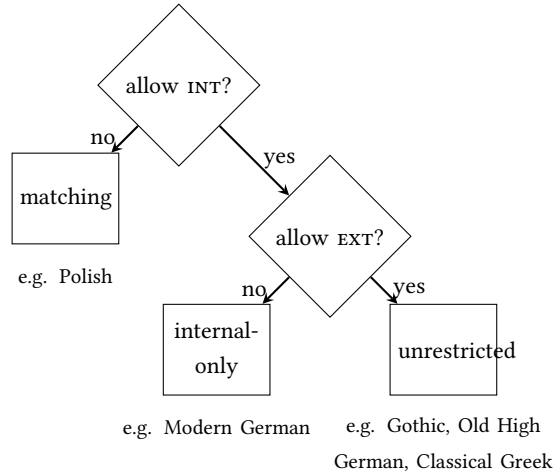 allow INT?
no
yes
matching
allow EXT?
e.g. Polish
no
yes
internal-
only
unrestricted
e.g. Modern German
e.g. Gothic, Old High
German, Classical Greek